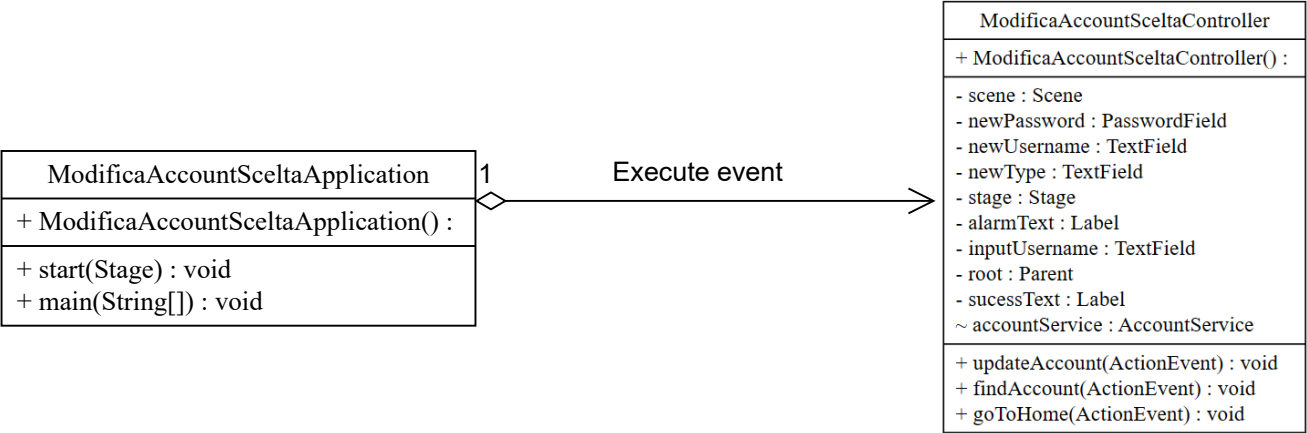 ModificaAccountSceltaApplication
+ ModificaAccountSceltaApplication() :
+ start(Stage) : void
+ main(String[]) : void
1
Execute event
ModificaAccountSceltaController
+ ModificaAccountSceltaController() :
- scene : Scene
- newPassword : PasswordField
- newUsername : TextField
- newType : TextField
- stage : Stage
- alarmText : Label
- inputUsername : TextField
- root : Parent
- sucessText : Label
~ accountService : AccountService
+ updateAccount(ActionEvent) : void
+ findAccount(ActionEvent) : void
+ goToHome(ActionEvent) : void